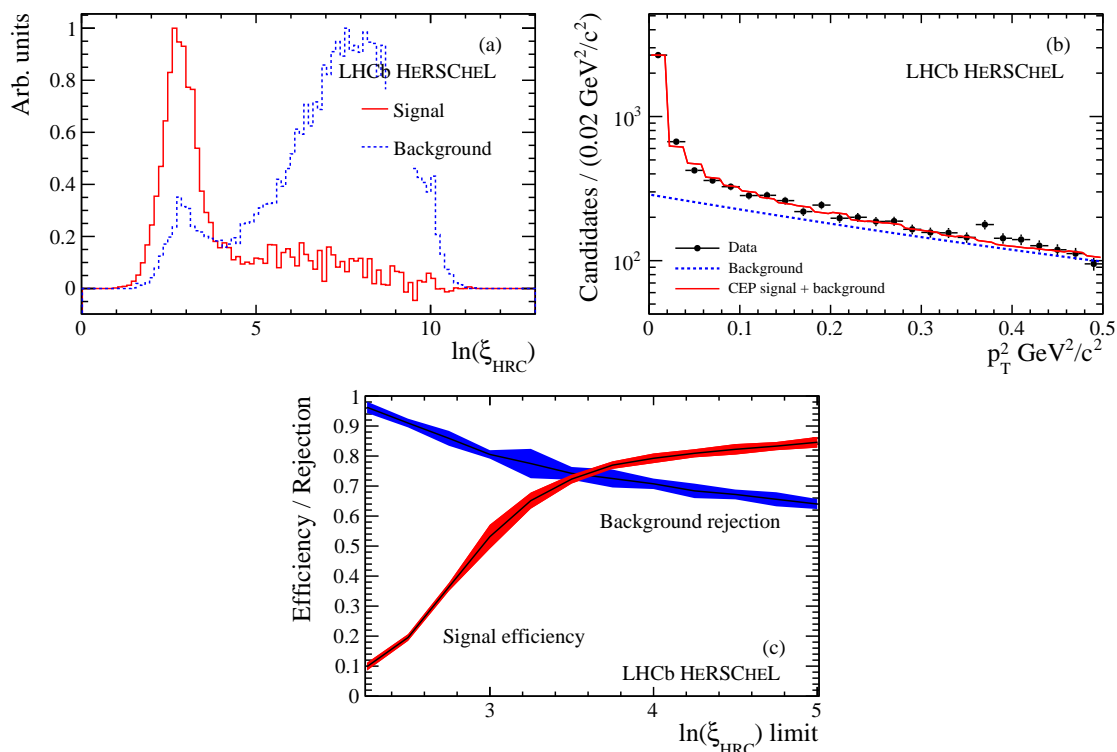 Arb. units
1
0.8
0.6
0.4
0.2
0
(a)
LHCb HERSCHEL
Signal
Background
0
5
10
ln(ξ_HRC)
Candidates / (0.02 GeV²/c²)
10³
10²
(b)
LHCb HERSCHEL
Data
Background
CEP signal + background
0
0.1
0.2
0.3
0.4
0.5
p_T² GeV²/c²
Efficiency / Rejection
1
0.9
0.8
0.7
0.6
0.5
0.4
0.3
0.2
0.1
0
Background rejection
Signal efficiency
(c)
LHCb HERSCHEL
3
4
5
ln(ξ_HRC) limit